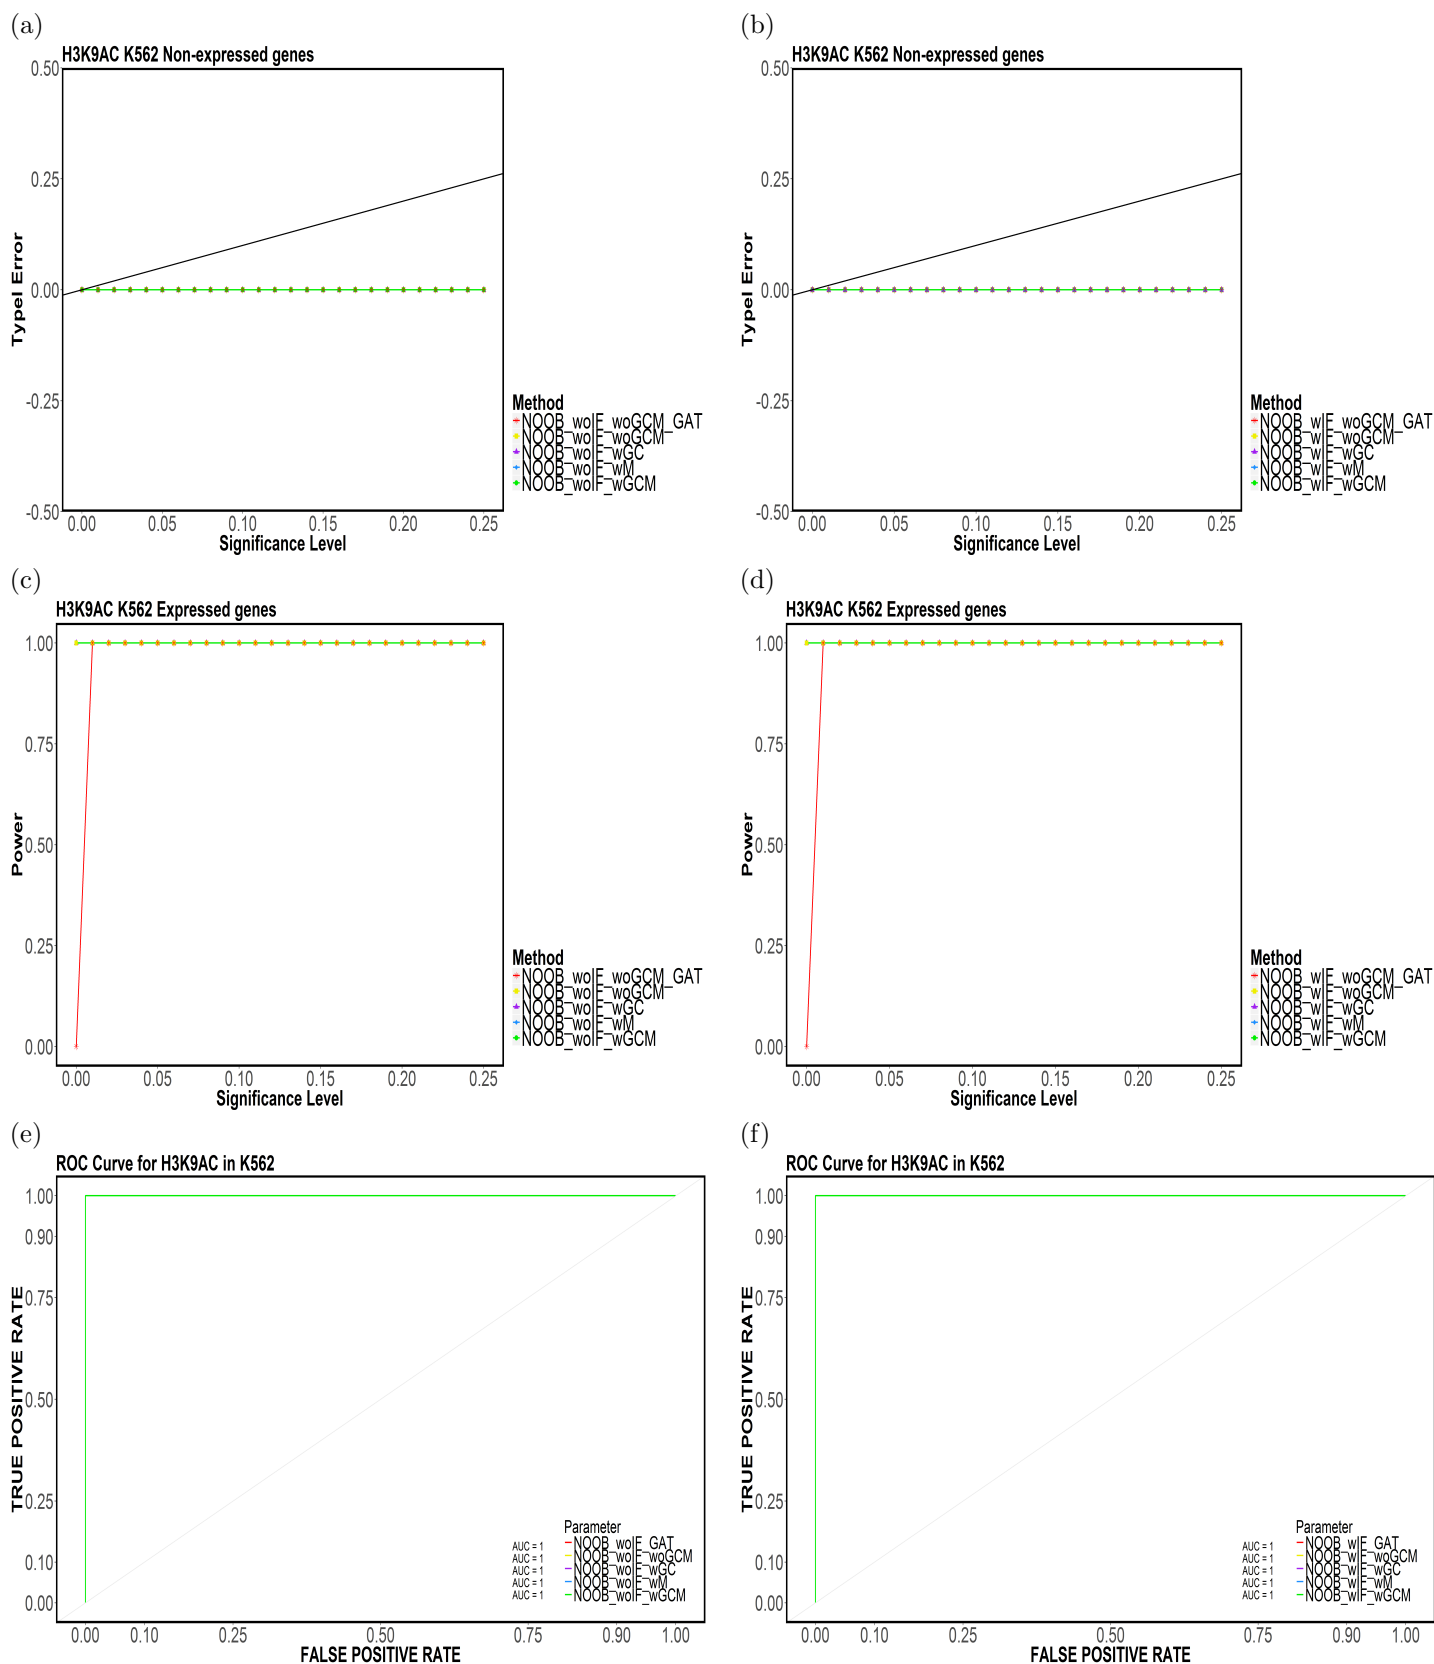 (a)
H3K9AC K562 Non-expressed genes
0.50
0.25
0.00
-0.25
-0.50
TypeI Error
0.00 0.05 0.10 0.15 0.20 0.25
Significance Level
Method
NOOB_woIF_woGCM_GAT
NOOB_woIF_woGCM
NOOB_woIF_wGC
NOOB_woIF_wM
NOOB_woIF_wGCM
(b)
H3K9AC K562 Non-expressed genes
0.50
0.25
0.00
-0.25
-0.50
TypeI Error
0.00 0.05 0.10 0.15 0.20 0.25
Significance Level
Method
NOOB_wIF_woGCM_GAT
NOOB_wIF_woGCM
NOOB_wIF_wGC
NOOB_wIF_wM
NOOB_wIF_wGCM
(c)
H3K9AC K562 Expressed genes
1.00
0.75
0.50
0.25
0.00
Power
0.00 0.05 0.10 0.15 0.20 0.25
Significance Level
Method
NOOB_woIF_woGCM_GAT
NOOB_woIF_woGCM
NOOB_woIF_wGC
NOOB_woIF_wM
NOOB_woIF_wGCM
(d)
H3K9AC K562 Expressed genes
1.00
0.75
0.50
0.25
0.00
Power
0.00 0.05 0.10 0.15 0.20 0.25
Significance Level
Method
NOOB_wIF_woGCM_GAT
NOOB_wIF_woGCM
NOOB_wIF_wGC
NOOB_wIF_wM
NOOB_wIF_wGCM
(e)
ROC Curve for H3K9AC in K562
1.00
0.90
0.75
0.50
0.25
0.10
0.00
TRUE POSITIVE RATE
0.00 0.10 0.25 0.50 0.75 0.90 1.00
FALSE POSITIVE RATE
Parameter
AUC = 1 NOOB_woIF_GAT
AUC = 1 NOOB_woIF_woGCM
AUC = 1 NOOB_woIF_wGC
AUC = 1 NOOB_woIF_wM
AUC = 1 NOOB_woIF_wGCM
(f)
ROC Curve for H3K9AC in K562
1.00
0.90
0.75
0.50
0.25
0.10
0.00
TRUE POSITIVE RATE
0.00 0.10 0.25 0.50 0.75 0.90 1.00
FALSE POSITIVE RATE
Parameter
AUC = 1 NOOB_wIF_GAT
AUC = 1 NOOB_wIF_woGCM
AUC = 1 NOOB_wIF_wGC
AUC = 1 NOOB_wIF_wM
AUC = 1 NOOB_wIF_wGCM